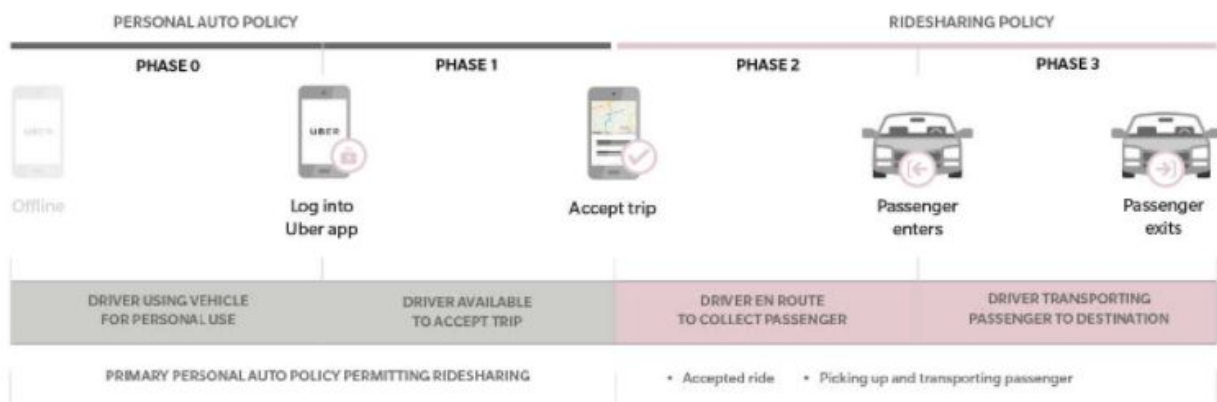 PERSONAL AUTO POLICY
RIDESHARING POLICY
PHASE 0
PHASE 1
PHASE 2
PHASE 3
UBER
UBER
Offline
Log into
Uber app
Accept trip
Passenger
enters
Passenger
exits
DRIVER USING VEHICLE
FOR PERSONAL USE
DRIVER AVAILABLE
TO ACCEPT TRIP
DRIVER EN ROUTE
TO COLLECT PASSENGER
DRIVER TRANSPORTING
PASSENGER TO DESTINATION
PRIMARY PERSONAL AUTO POLICY PERMITTING RIDESHARING
• Accepted ride • Picking up and transporting passenger